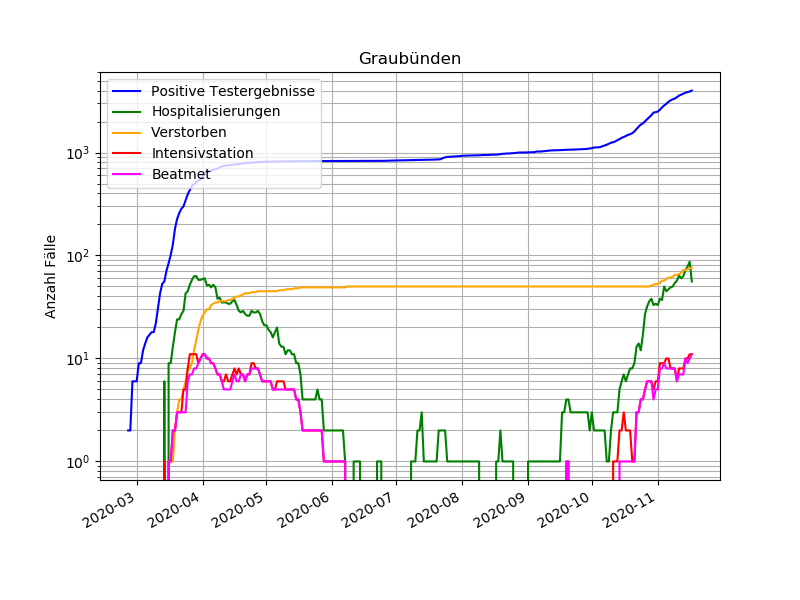 Graubünden
Positive Testergebnisse
Hospitalisierungen
Verstorben
Intensivstation
Beatmet
Anzahl Fälle
10³
10²
10¹
10⁰
2020-03
2020-04
2020-05
2020-06
2020-07
2020-08
2020-09
2020-10
2020-11